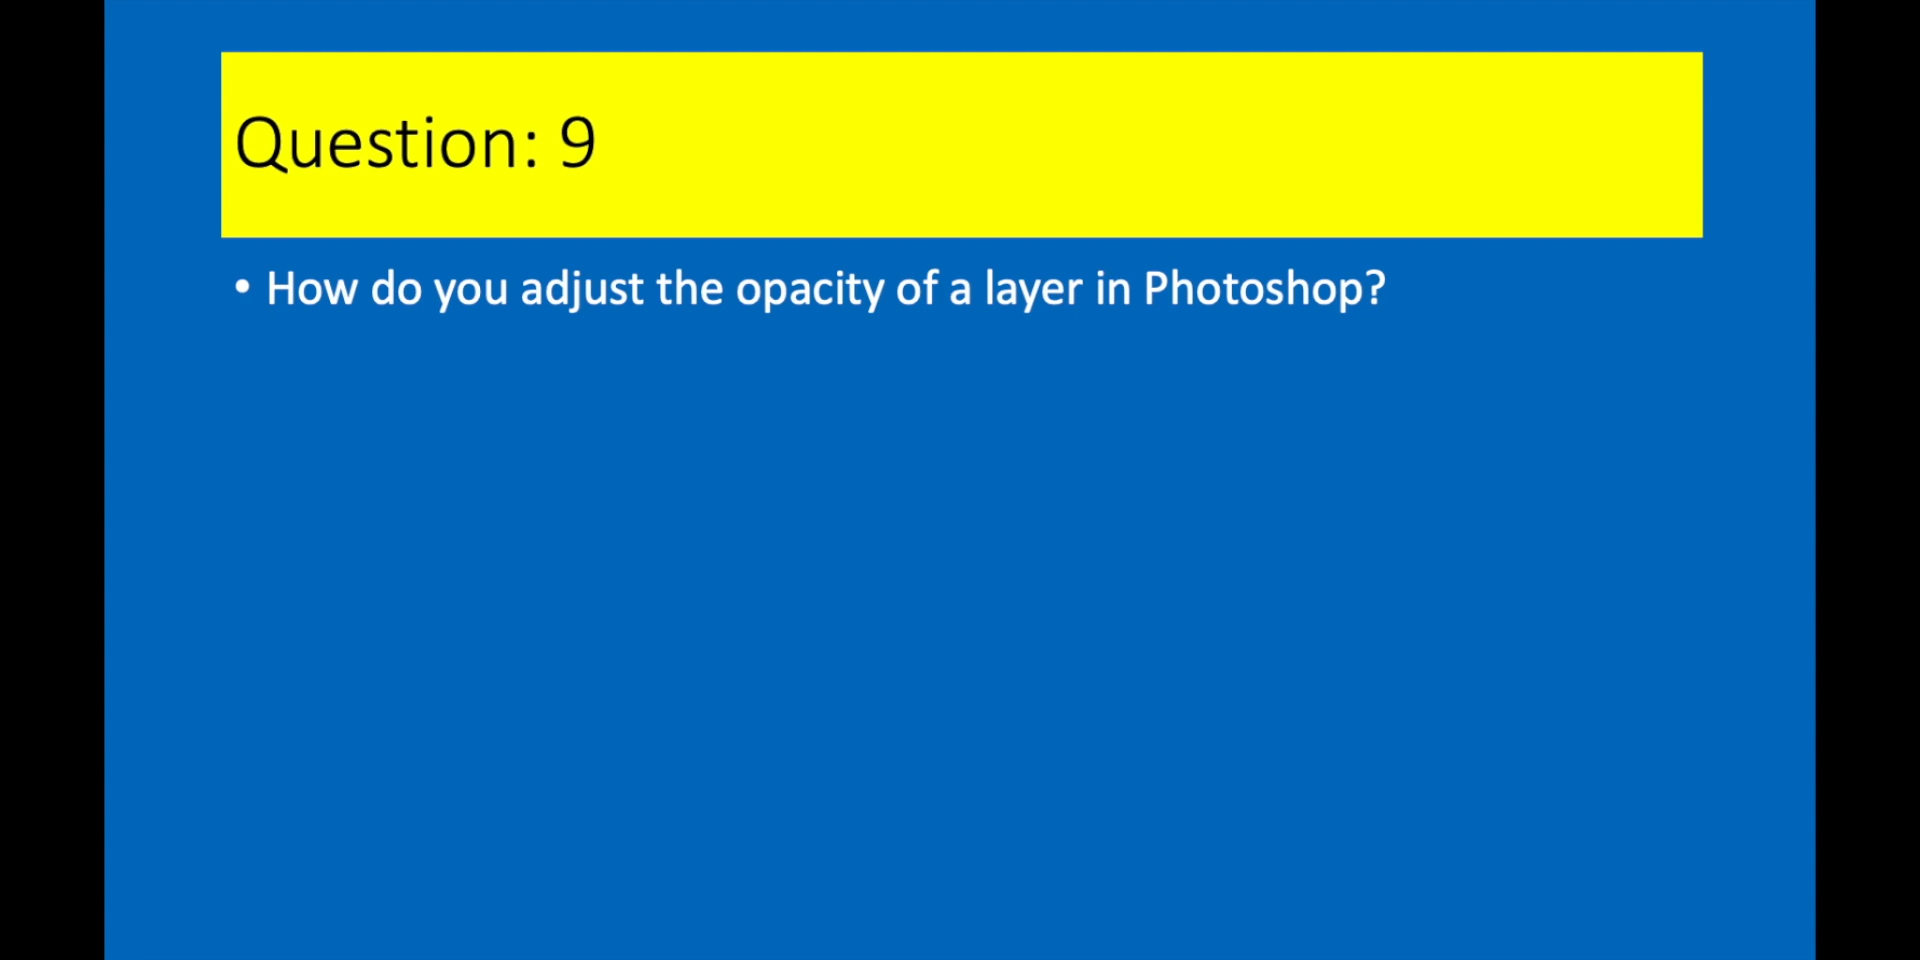 Question: 9
• How do you adjust the opacity of a layer in Photoshop?